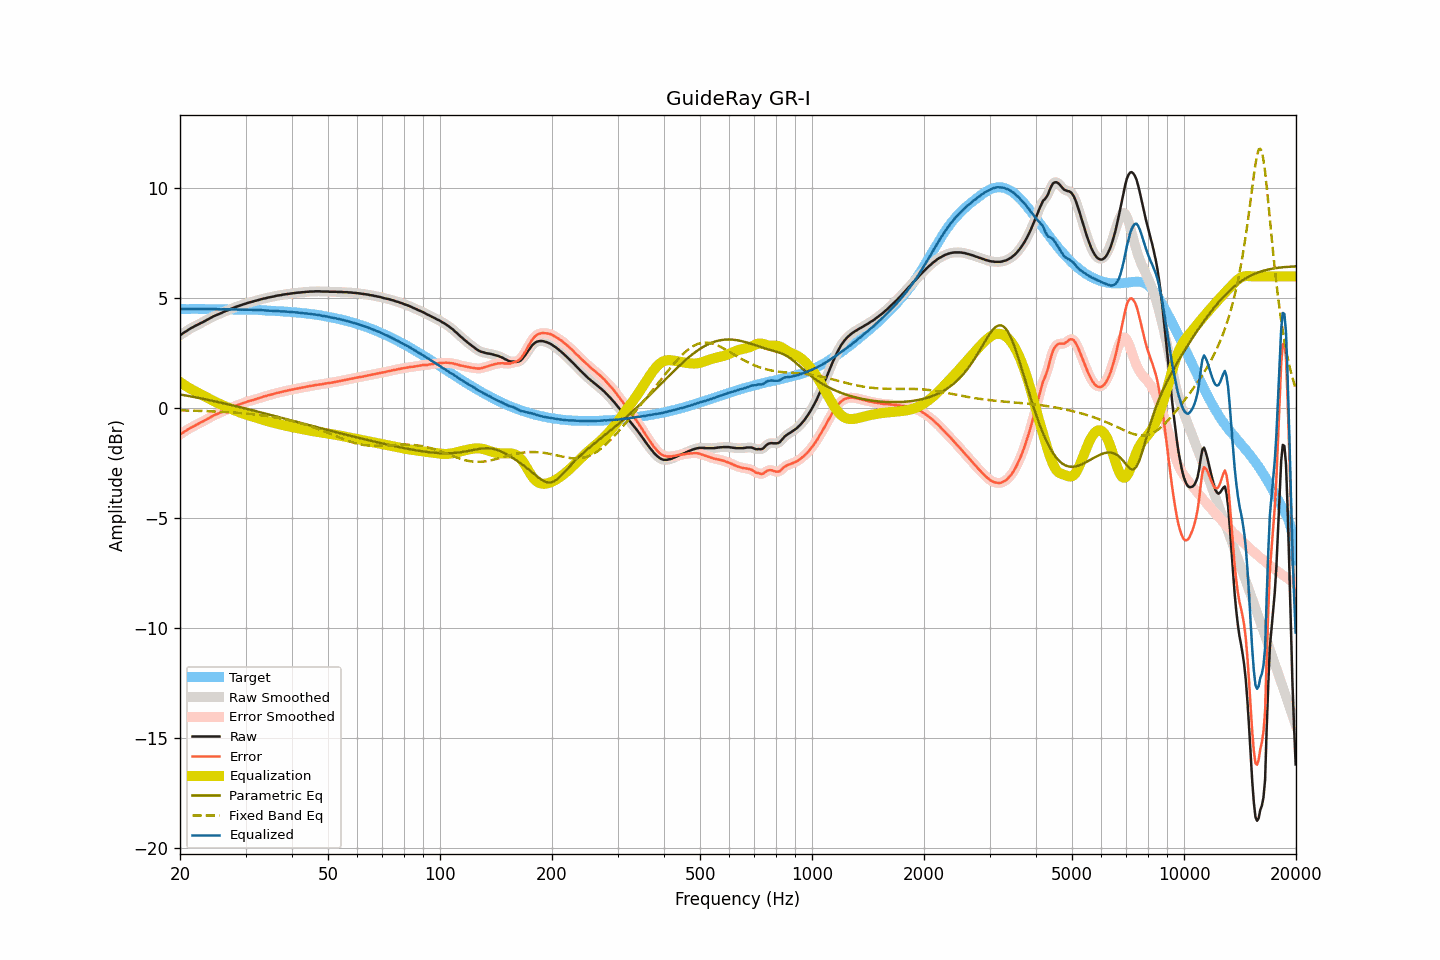 GuideRay GR-I
Amplitude (dBr)
10
5
0
−5
−10
−15
−20
Target
Raw Smoothed
Error Smoothed
Raw
Error
Equalization
Parametric Eq
Fixed Band Eq
Equalized
20 50 100 200 500 1000 2000 5000 10000 20000
Frequency (Hz)